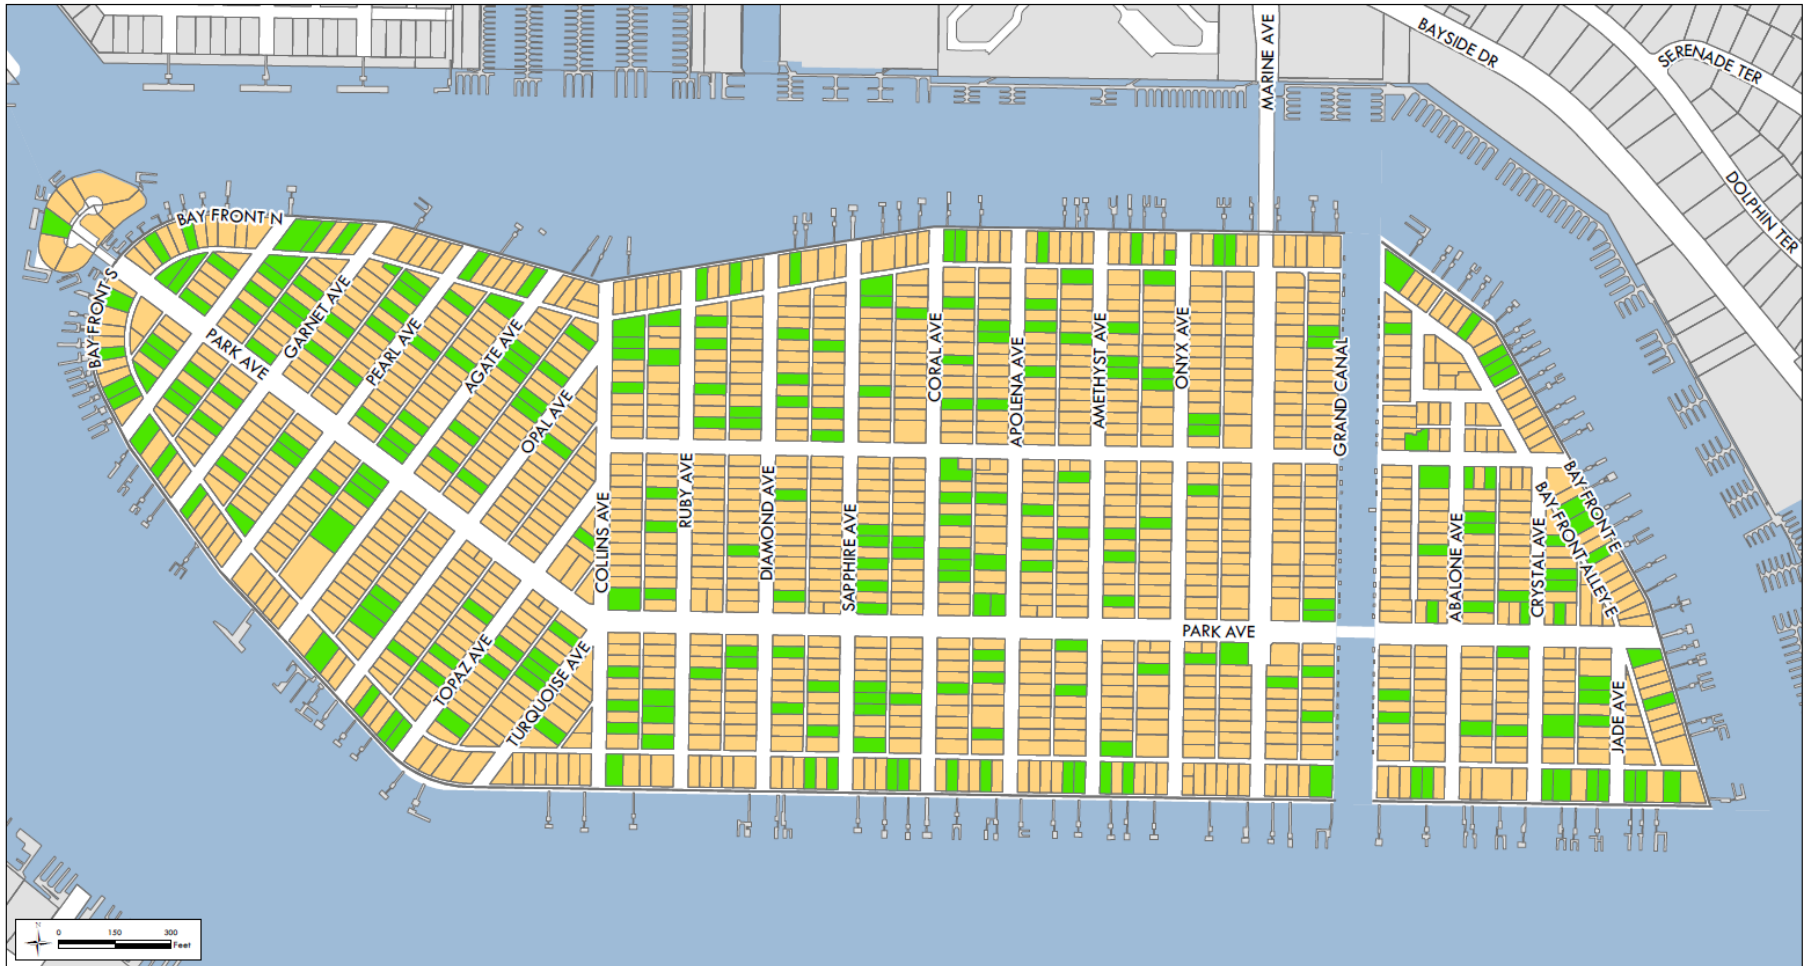 MARINE AVE
BAYSIDE DR
SERENADE TER
DOLPHIN TER
BAY FRONT N
BAY FRONT S
PARK AVE
GARNET AVE
PEARL AVE
AGATE AVE
OPAL AVE
COLLINS AVE
RUBY AVE
DIAMOND AVE
SAPPHIRE AVE
CORAL AVE
APOLENA AVE
AMETHYST AVE
ONYX AVE
GRAND CANAL
ABALONE AVE
CRYSTAL AVE
BAY FRONT E
BAY FRONT ALLEY E
TOPAZ AVE
TURQUOISE AVE
PARK AVE
JADE AVE
N
0 150 300
Feet